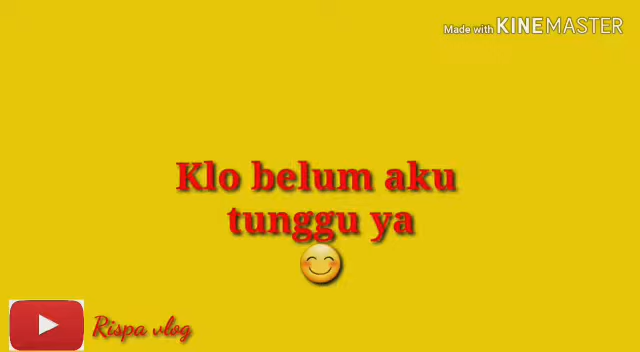 Made with KINEMASTER
Klo belum aku
tunggu ya
Rispa vlog